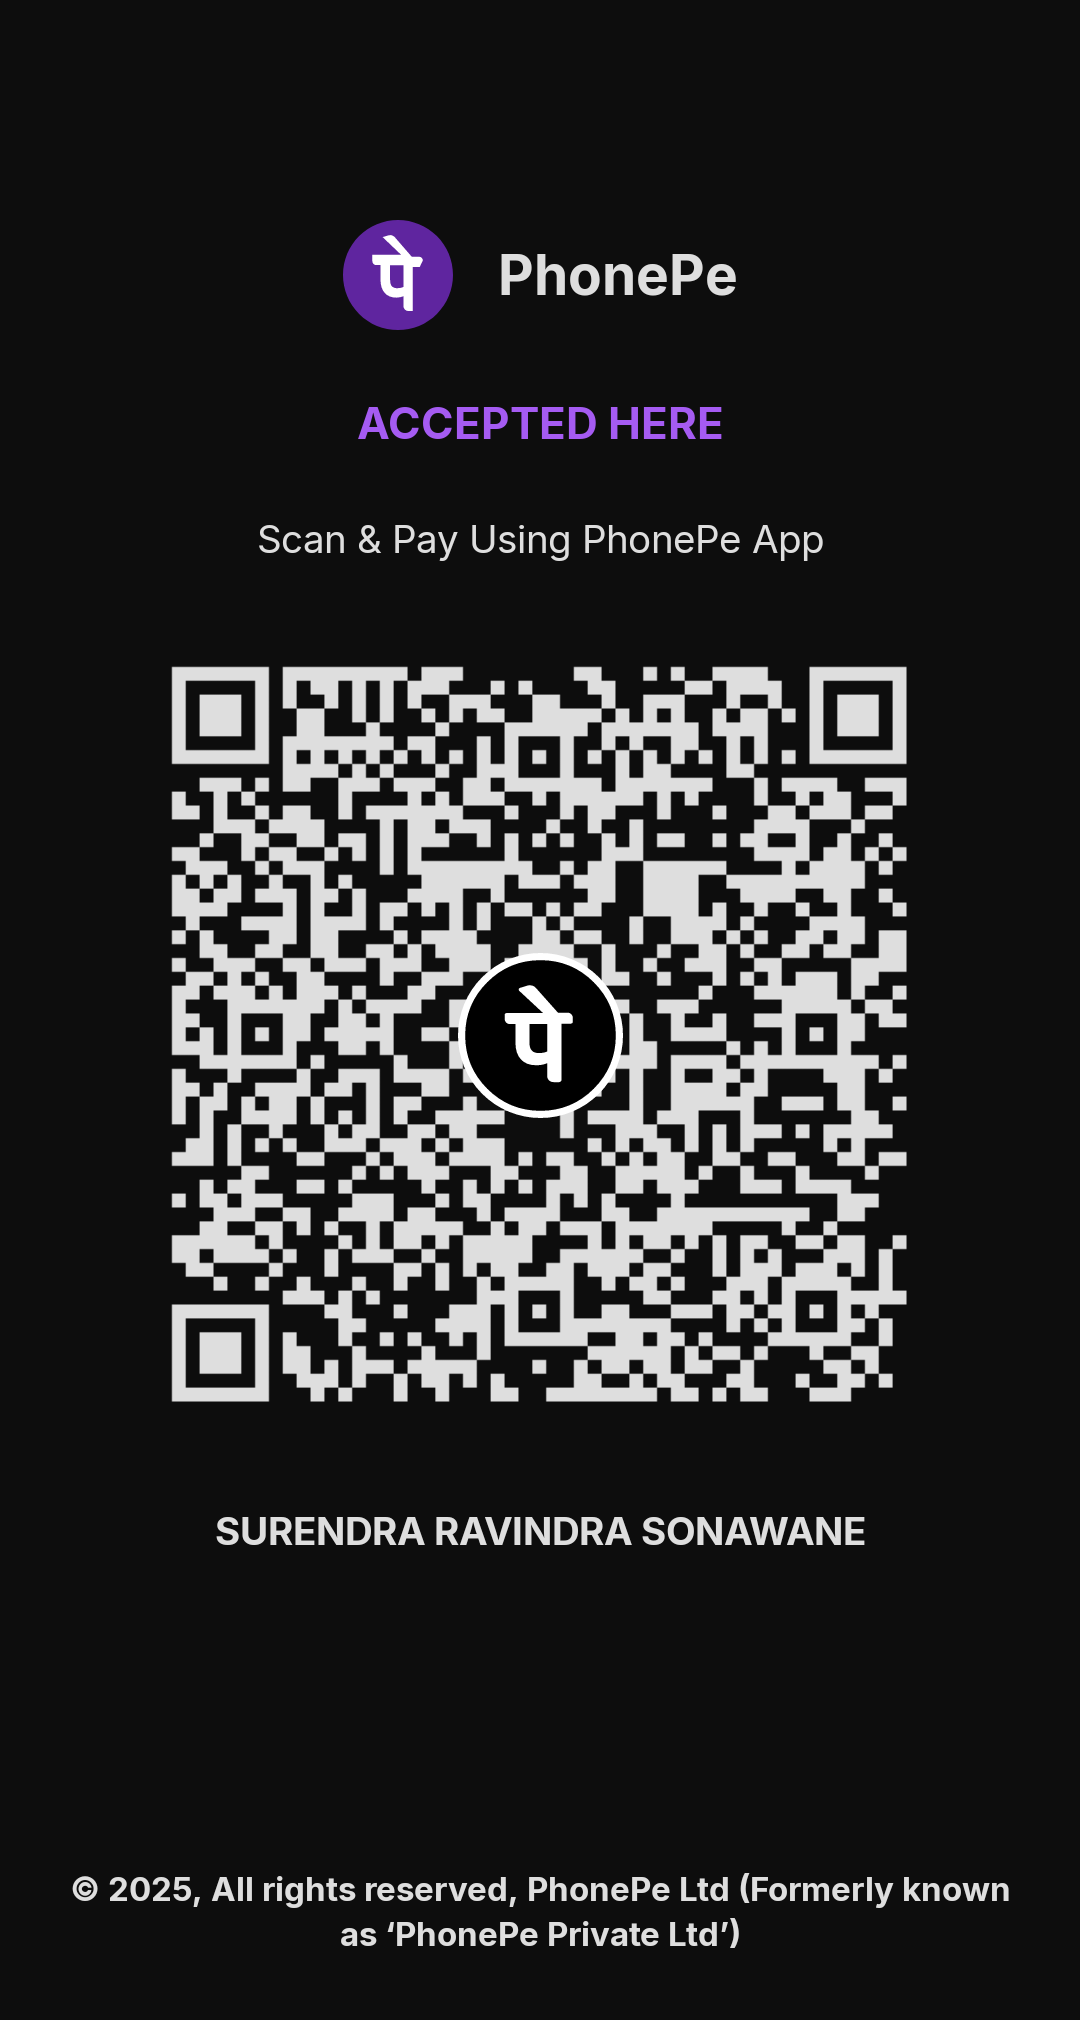 पे PhonePe
ACCEPTED HERE
Scan & Pay Using PhonePe App
पे
SURENDRA RAVINDRA SONAWANE
© 2025, All rights reserved, PhonePe Ltd (Formerly known
as ‘PhonePe Private Ltd’)